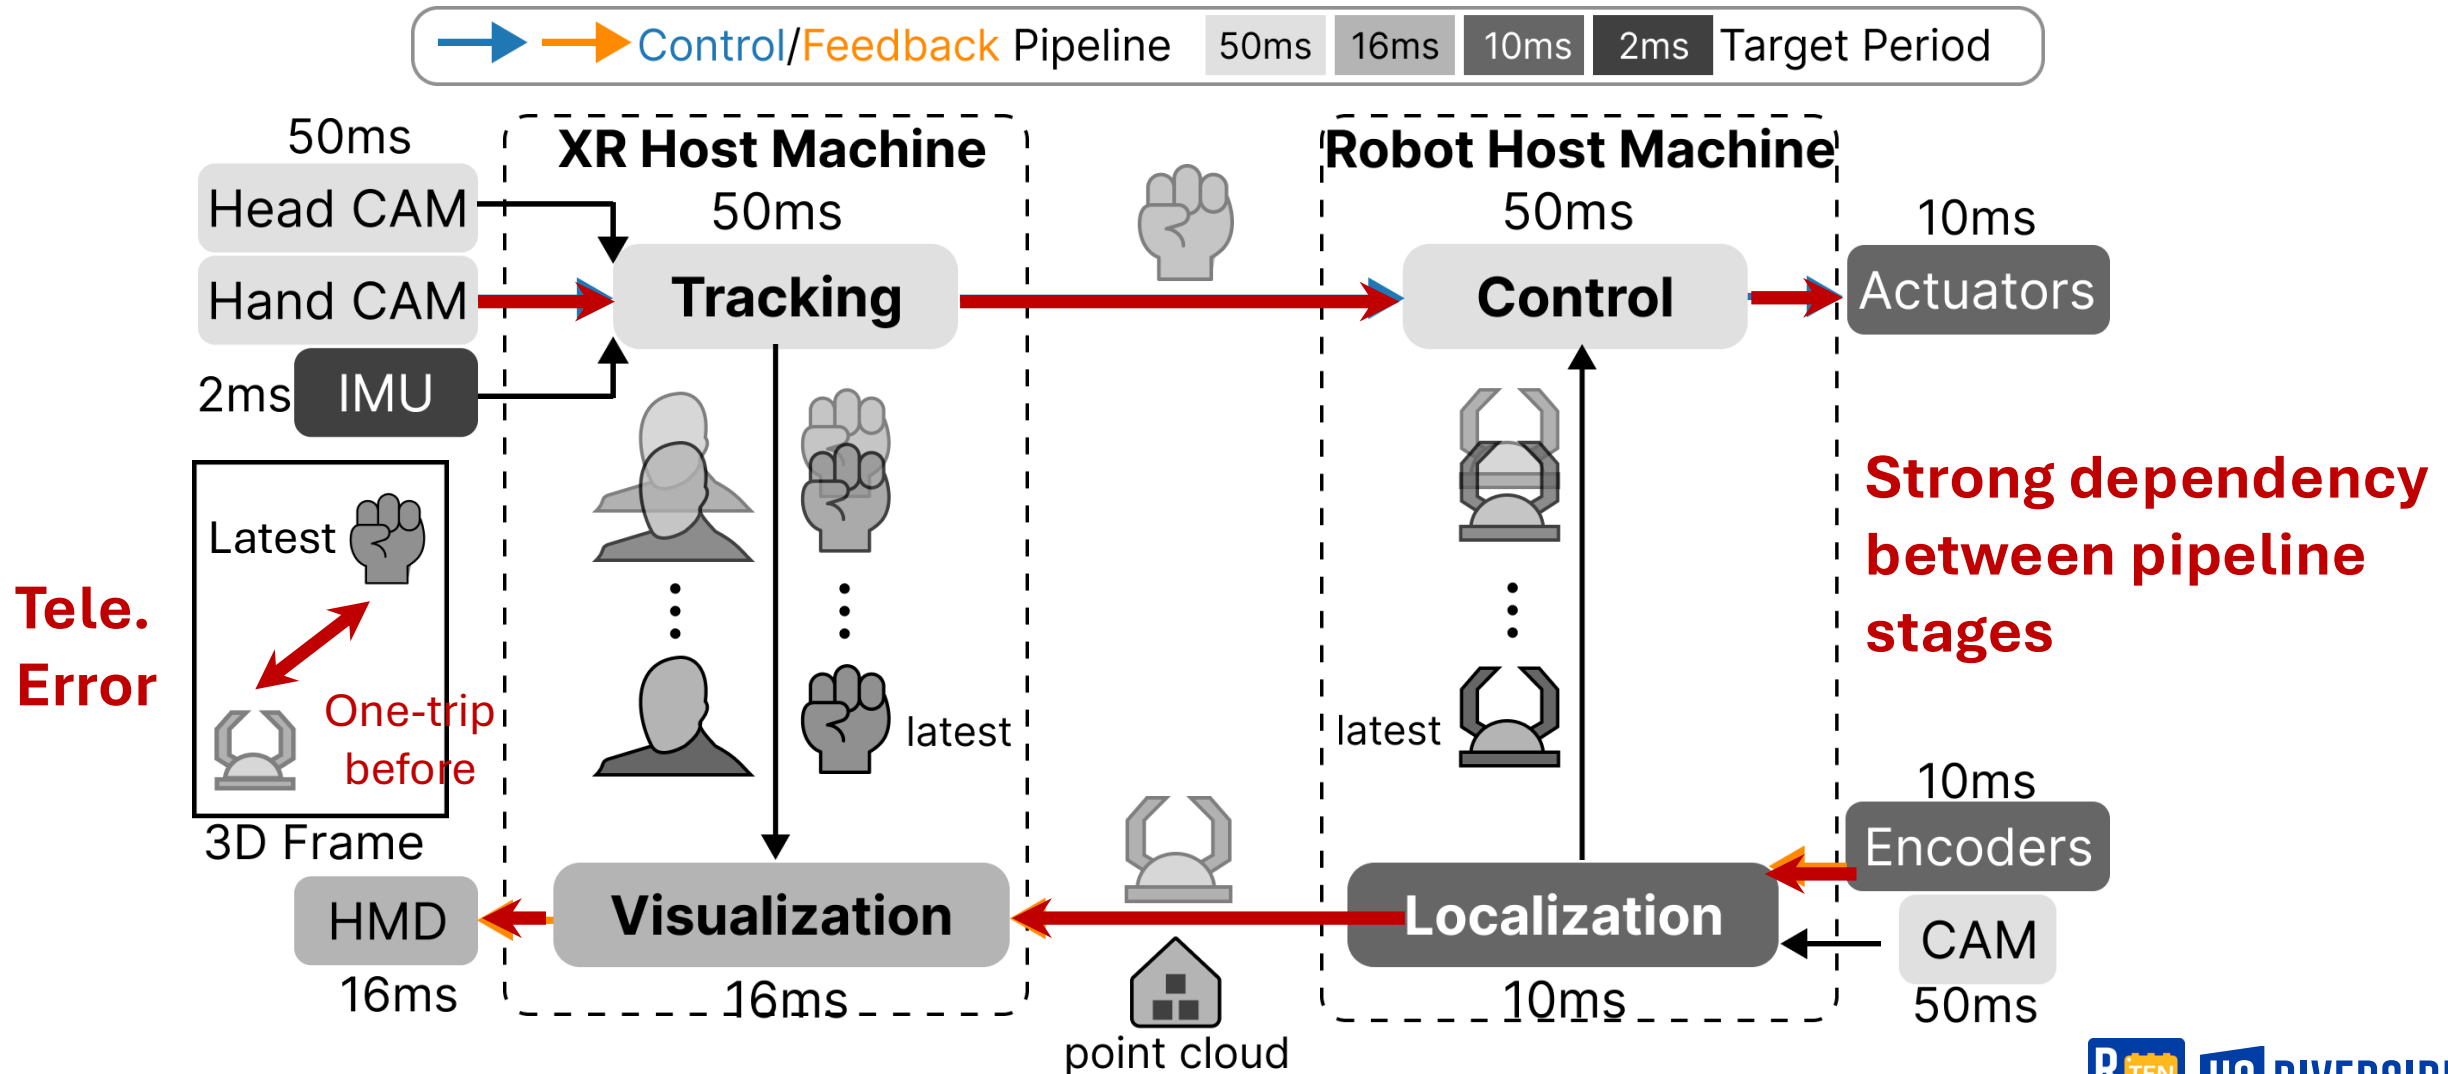 Control/Feedback Pipeline 50ms 16ms 10ms 2ms Target Period
50ms
Head CAM
Hand CAM
2ms IMU
XR Host Machine
50ms
Tracking
Robot Host Machine
50ms
Control
10ms
Actuators
Latest
One-trip
before
3D Frame
Tele.
Error
latest
latest
Strong dependency
between pipeline
stages
10ms
Encoders
CAM
50ms
HMD
16ms
Visualization
16ms
Localization
10ms
point cloud
R
TEN